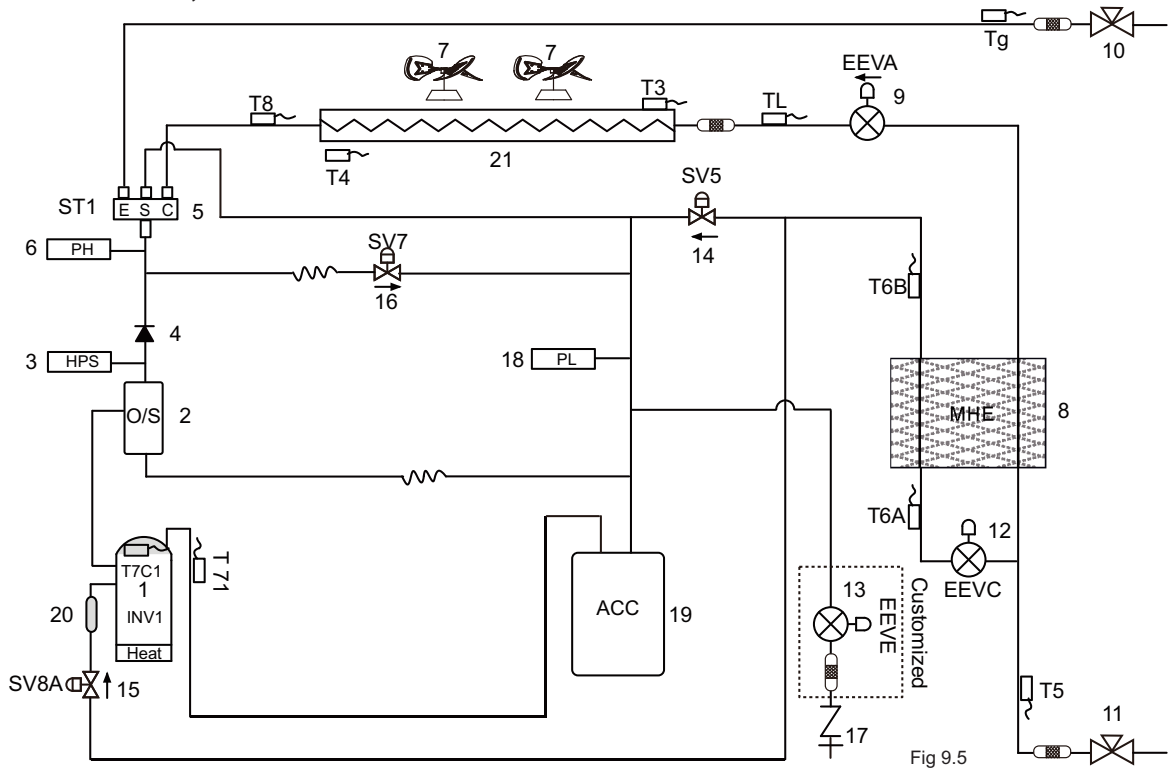 7
7
Tg
10
EEVA
9
T8
T3
TL
T4
21
ST1
E S C
5
SV5
14
6
PH
SV7
16
T6B
4
3
HPS
18
PL
O/S
2
MHE
8
T6A
12
EEVC
T7C1
1
INV1
Heat
T71
20
SV8A
15
ACC
19
13
EEVE
Customized
17
T5
11
Fig 9.5